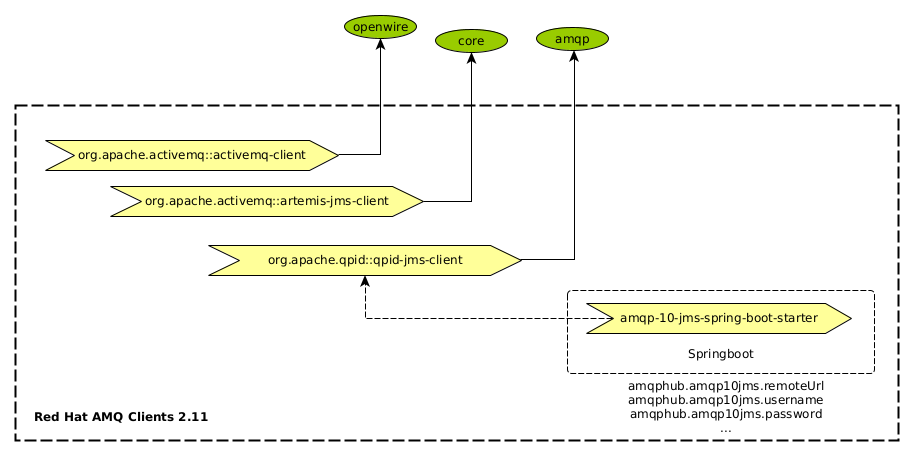 openwire
core
amqp
org.apache.activemq::activemq-client
org.apache.activemq::artemis-jms-client
org.apache.qpid::qpid-jms-client
amqp-10-jms-spring-boot-starter
Springboot
amqphub.amqp10jms.remoteUrl
amqphub.amqp10jms.username
amqphub.amqp10jms.password
...
Red Hat AMQ Clients 2.11